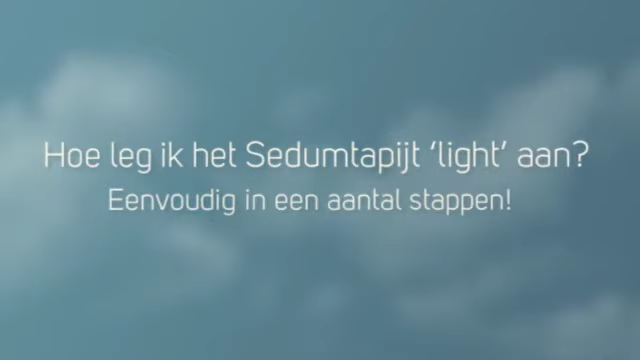 Hoe leg ik het Sedumtapijt ‘light’ aan?
Eenvoudig in een aantal stappen!